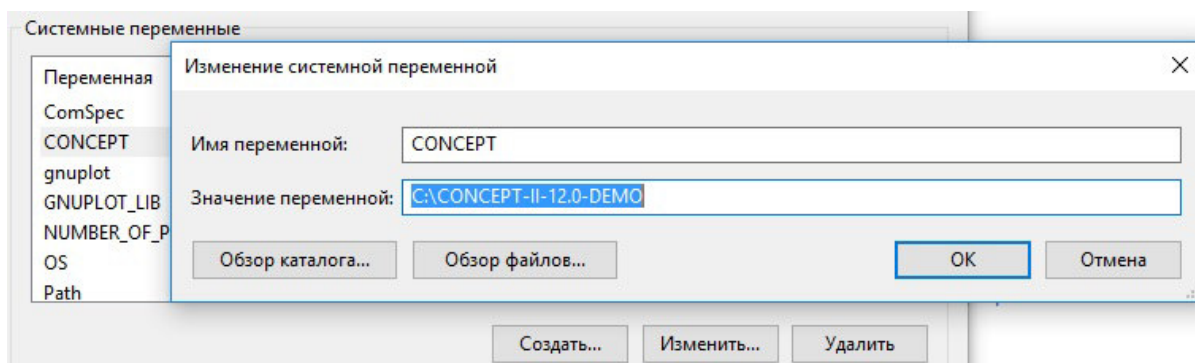 Системные переменные
Изменение системной переменной
Переменная
ComSpec
CONCEPT
gnuplot
GNUPLOT_LIB
NUMBER_OF_P
OS
Path
Имя переменной:
CONCEPT
Значение переменной:
C:\CONCEPT-II-12.0-DEMO
Обзор каталога...
Обзор файлов...
OK
Отмена
Создать...
Изменить...
Удалить